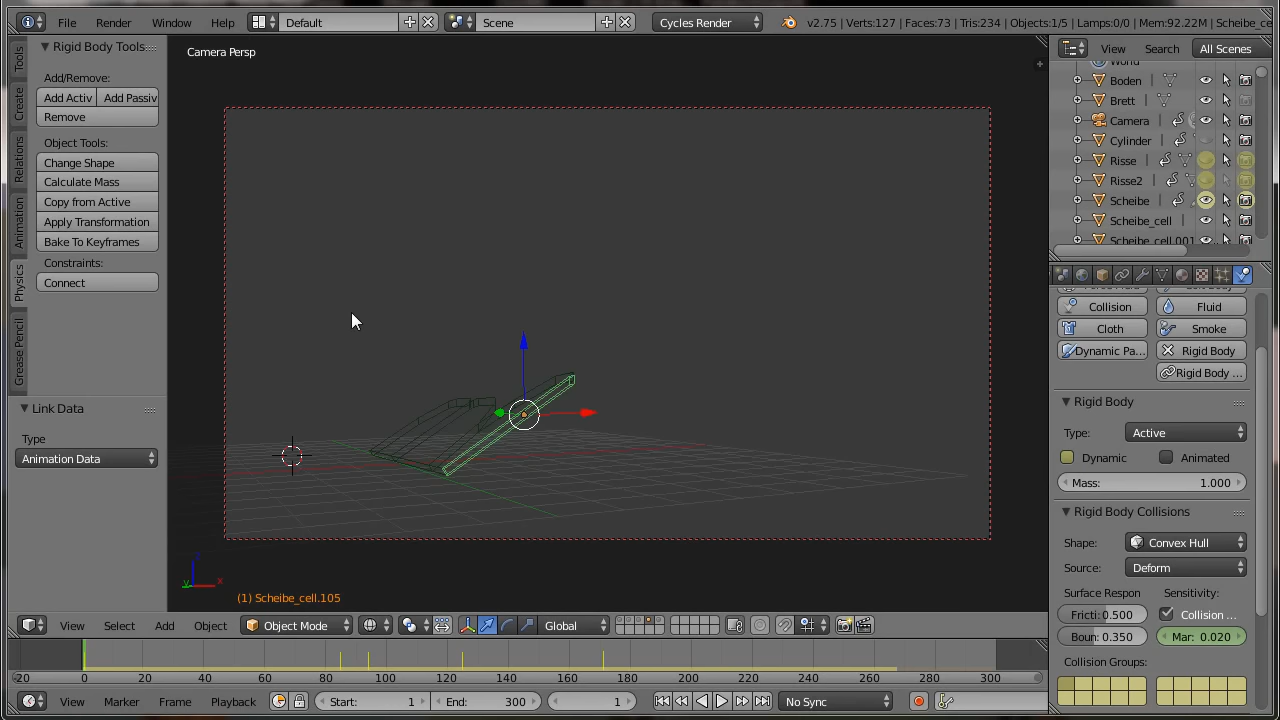 File Render Window Help Default Scene Cycles Render v2.75 | Verts:127 | Faces:73 | Tris:234 | Objects:1/5 | Lamps:0/0 | Mem:92.22M | Scheibe_ce
Tools
Create
Relations
Animation
Physics
Grease Pencil
Rigid Body Tools
Add/Remove:
Add Activ Add Passiv
Remove
Object Tools:
Change Shape
Calculate Mass
Copy from Active
Apply Transformation
Bake To Keyframes
Constraints:
Connect
Link Data
Type
Animation Data
Camera Persp
z
y x
(1) Scheibe_cell.105
View Search All Scenes
World
Boden
Brett
Camera
Cylinder
Risse
Risse2
Scheibe
Scheibe_cell
Scheibe_cell.001
Collision Fluid
Cloth Smoke
Dynamic Pa... Rigid Body
Rigid Body ...
Rigid Body
Type: Active
Dynamic Animated
Mass: 1.000
Rigid Body Collisions
Shape: Convex Hull
Source: Deform
Surface Respon Sensitivity:
Fricti: 0.500 Collision ...
Boun: 0.350 Mar: 0.020
Collision Groups:
View Select Add Object Object Mode Global
-20 0 20 40 60 80 100 120 140 160 180 200 220 240 260 280 300
View Marker Frame Playback Start: 1 End: 300 1 No Sync